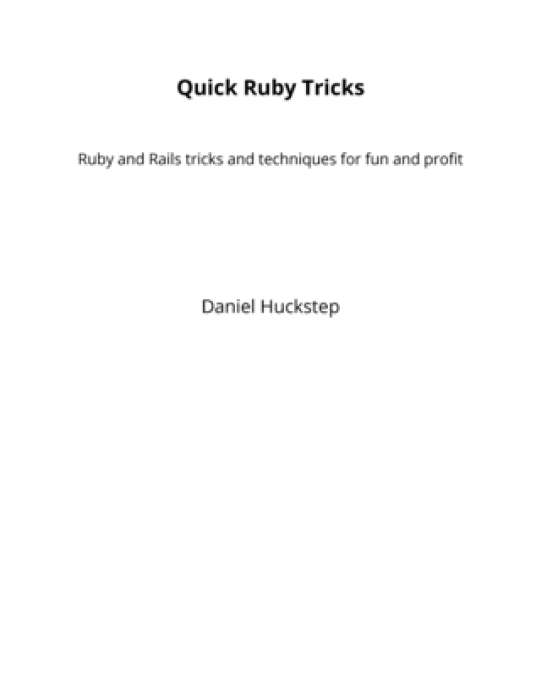 Quick Ruby Tricks
Ruby and Rails tricks and techniques for fun and profit
Daniel Huckstep